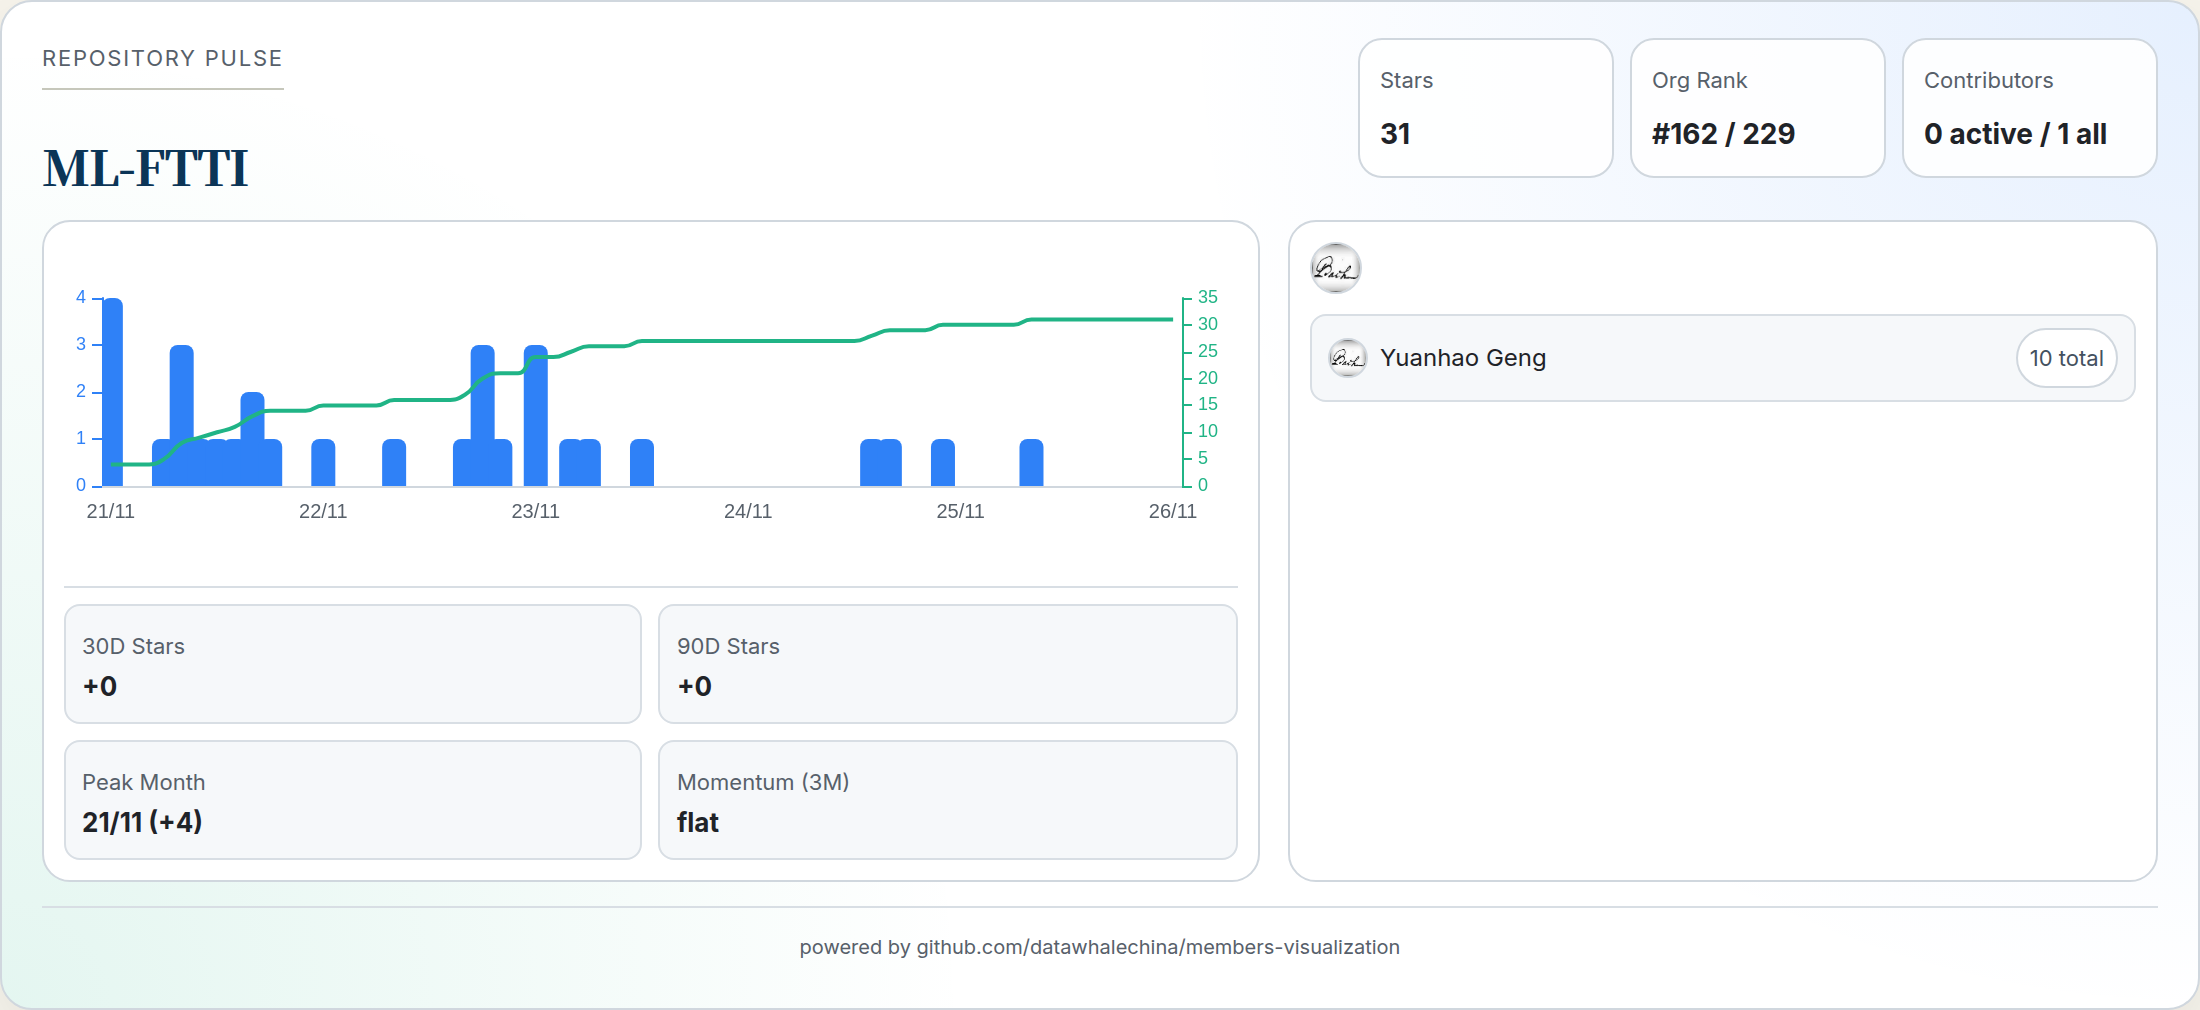 REPOSITORY PULSE
ML-FTTI
Stars
31
Org Rank
#162 / 229
Contributors
0 active / 1 all
4
3
2
1
0
35
30
25
20
15
10
5
0
21/11
22/11
23/11
24/11
25/11
26/11
30D Stars
+0
90D Stars
+0
Peak Month
21/11 (+4)
Momentum (3M)
flat
Bach
Bach
Yuanhao Geng
10 total
powered by github.com/datawhalechina/members-visualization